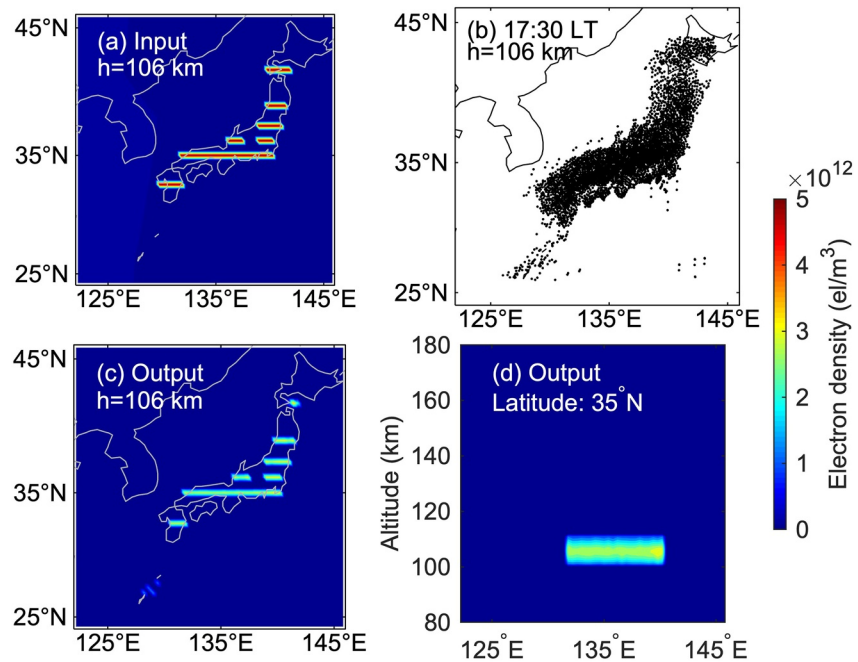 (a) Input
h=106 km
45°N
35°N
25°N
125°E
135°E
145°E
(b) 17:30 LT
h=106 km
45°N
35°N
25°N
125°E
135°E
145°E
(c) Output
h=106 km
45°N
35°N
25°N
125°E
135°E
145°E
(d) Output
Latitude: 35°N
Altitude (km)
180
160
140
120
100
80
125°E
135°E
145°E
×10¹²
5
4
3
2
1
0
Electron density (el/m³)